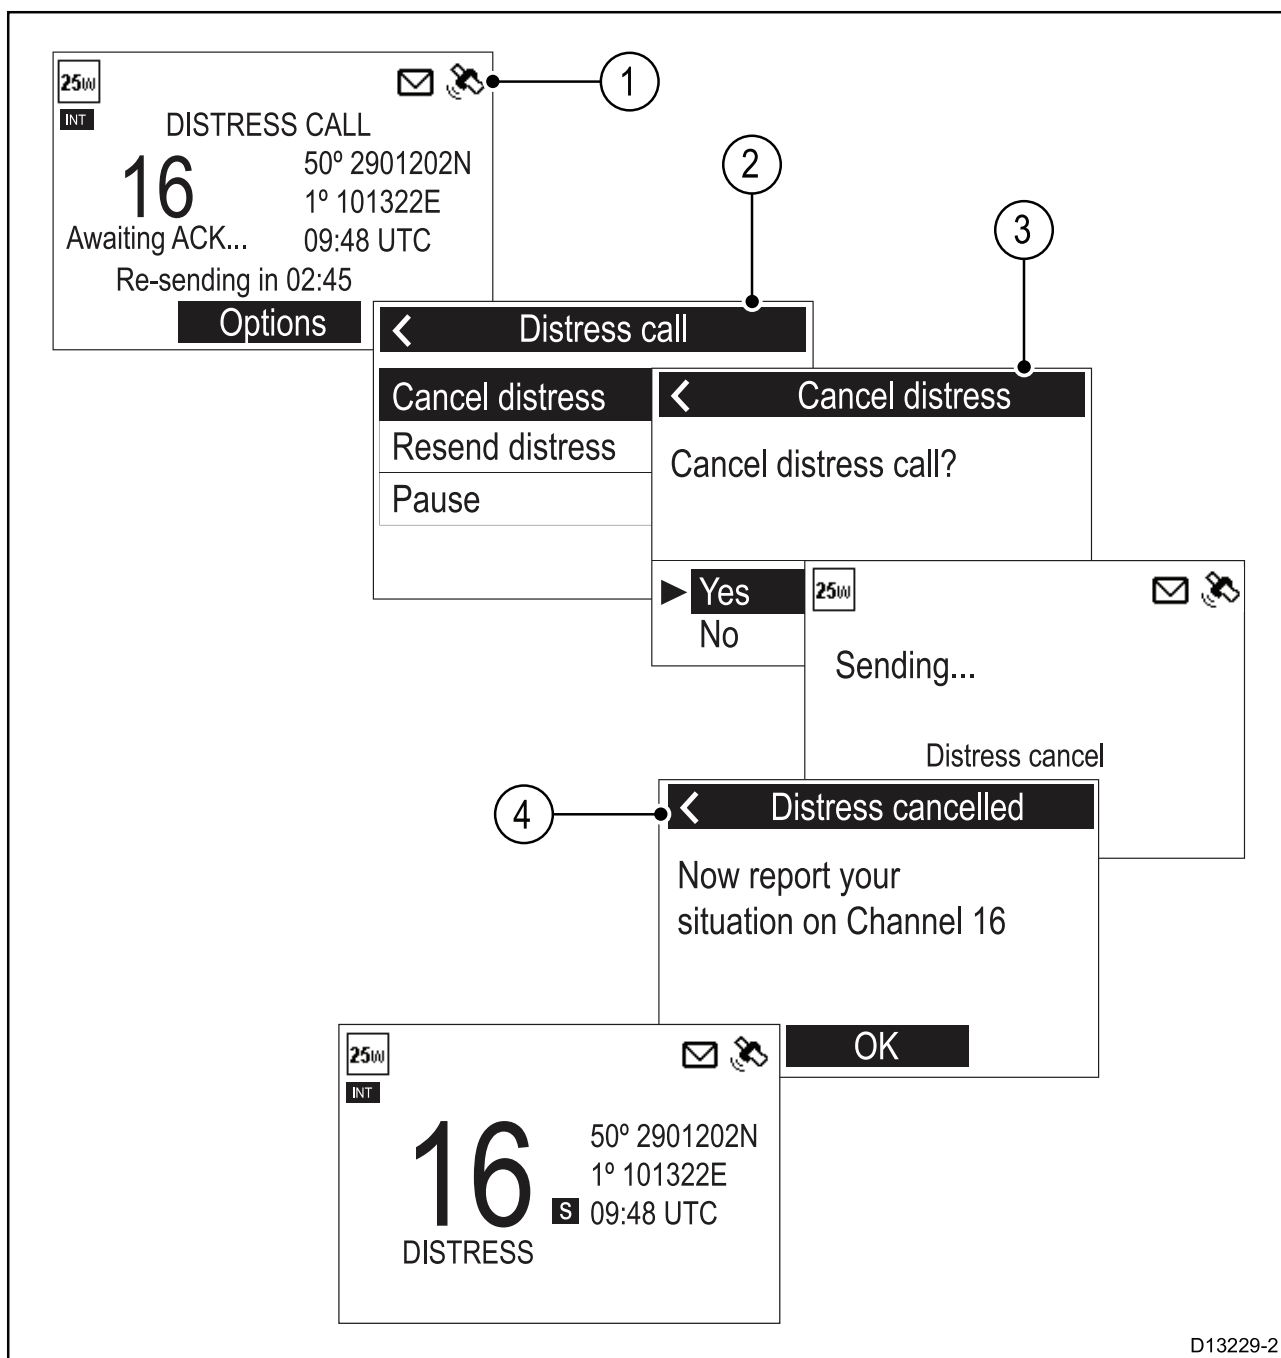 25W
1
INT
DISTRESS CALL
16
50º 2901202N
1º 101322E
Awaiting ACK...
09:48 UTC
Re-sending in 02:45
Options
2
Distress call
Cancel distress
Resend distress
Pause
3
Cancel distress
Cancel distress call?
Yes
No
25W
Sending...
Distress cancel
4
Distress cancelled
Now report your
situation on Channel 16
OK
25W
INT
16
50º 2901202N
1º 101322E
S 09:48 UTC
DISTRESS
D13229-2